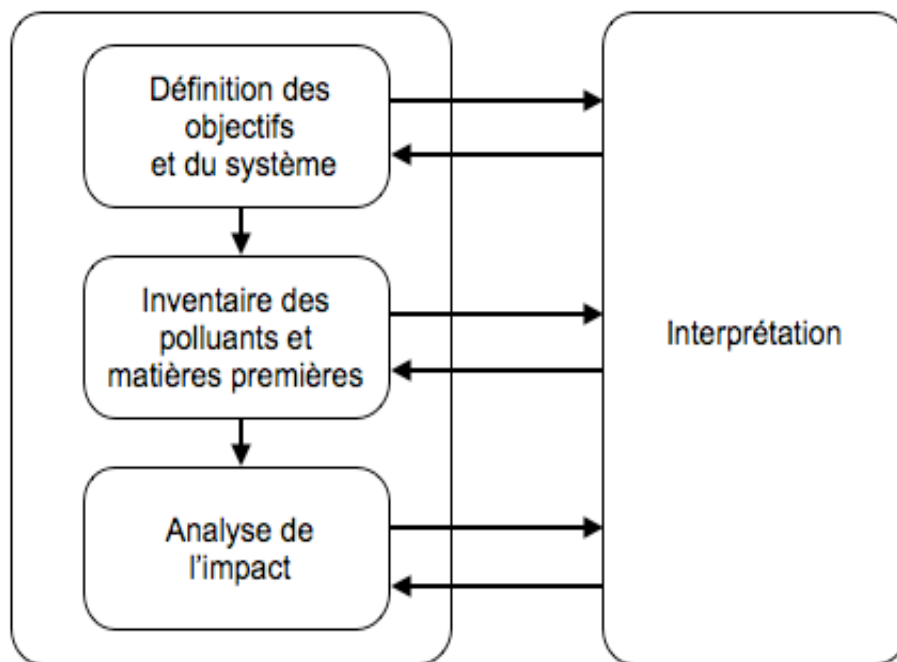 Définition des
objectifs
et du système
Inventaire des
polluants et
matières premières
Analyse de
l'impact
Interprétation